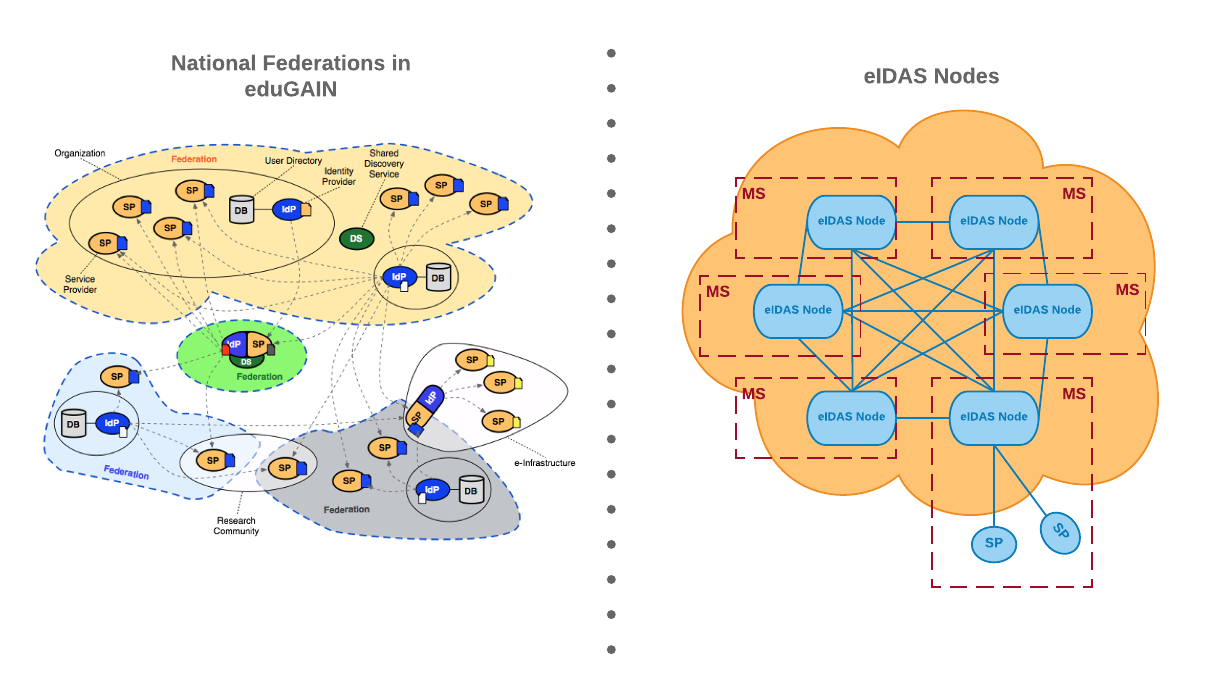 National Federations in
eduGAIN
Organization
Federation
User Directory
Shared
Discovery
Service
Identity
Provider
SP
SP
SP
SP
DB
IdP
SP
SP
SP
DS
Service
Provider
IdP
DB
IdP
SP
DS
Federation
SP
DB
IdP
Federation
SP
SP
Research
Community
SP
SP
SP
IdP
SP
e-Infrastructure
SP
SP
IdP
DB
Federation
eIDAS Nodes
MS
eIDAS Node
MS
eIDAS Node
MS
eIDAS Node
MS
eIDAS Node
MS
eIDAS Node
MS
eIDAS Node
SP
SP